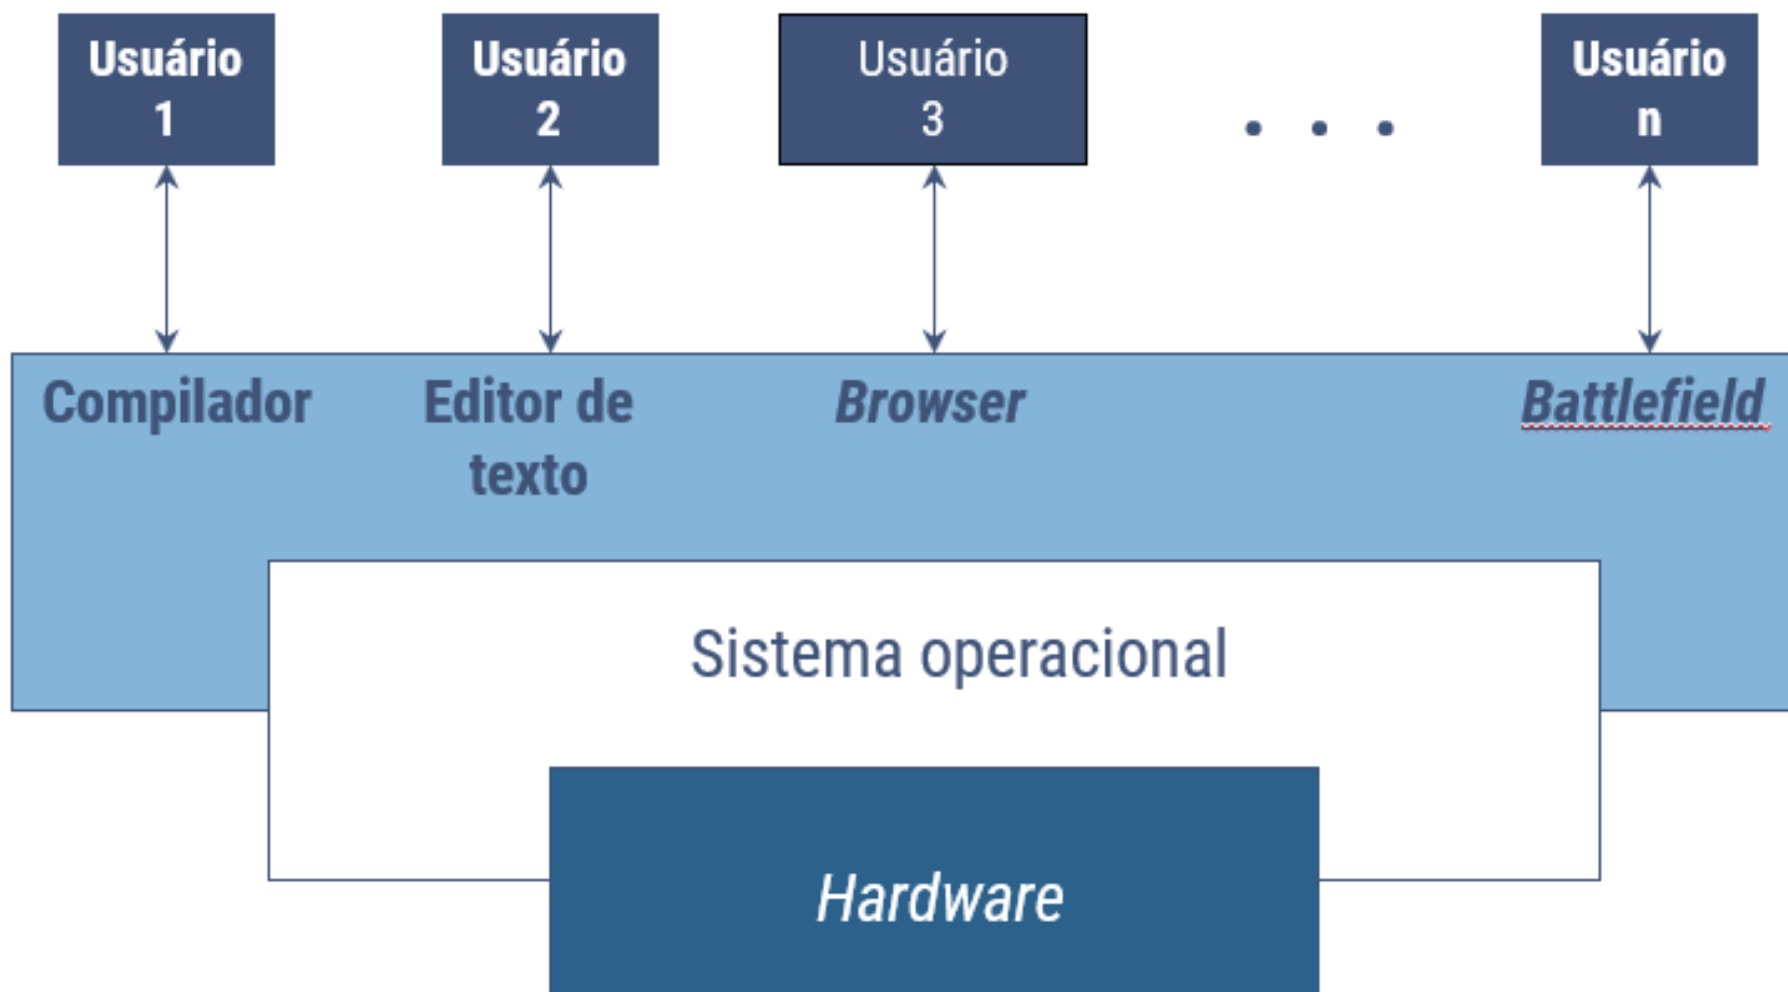 Usuário
1
Usuário
2
Usuário
3
. . .
Usuário
n
Compilador
Editor de
texto
Browser
Battlefield
Sistema operacional
Hardware